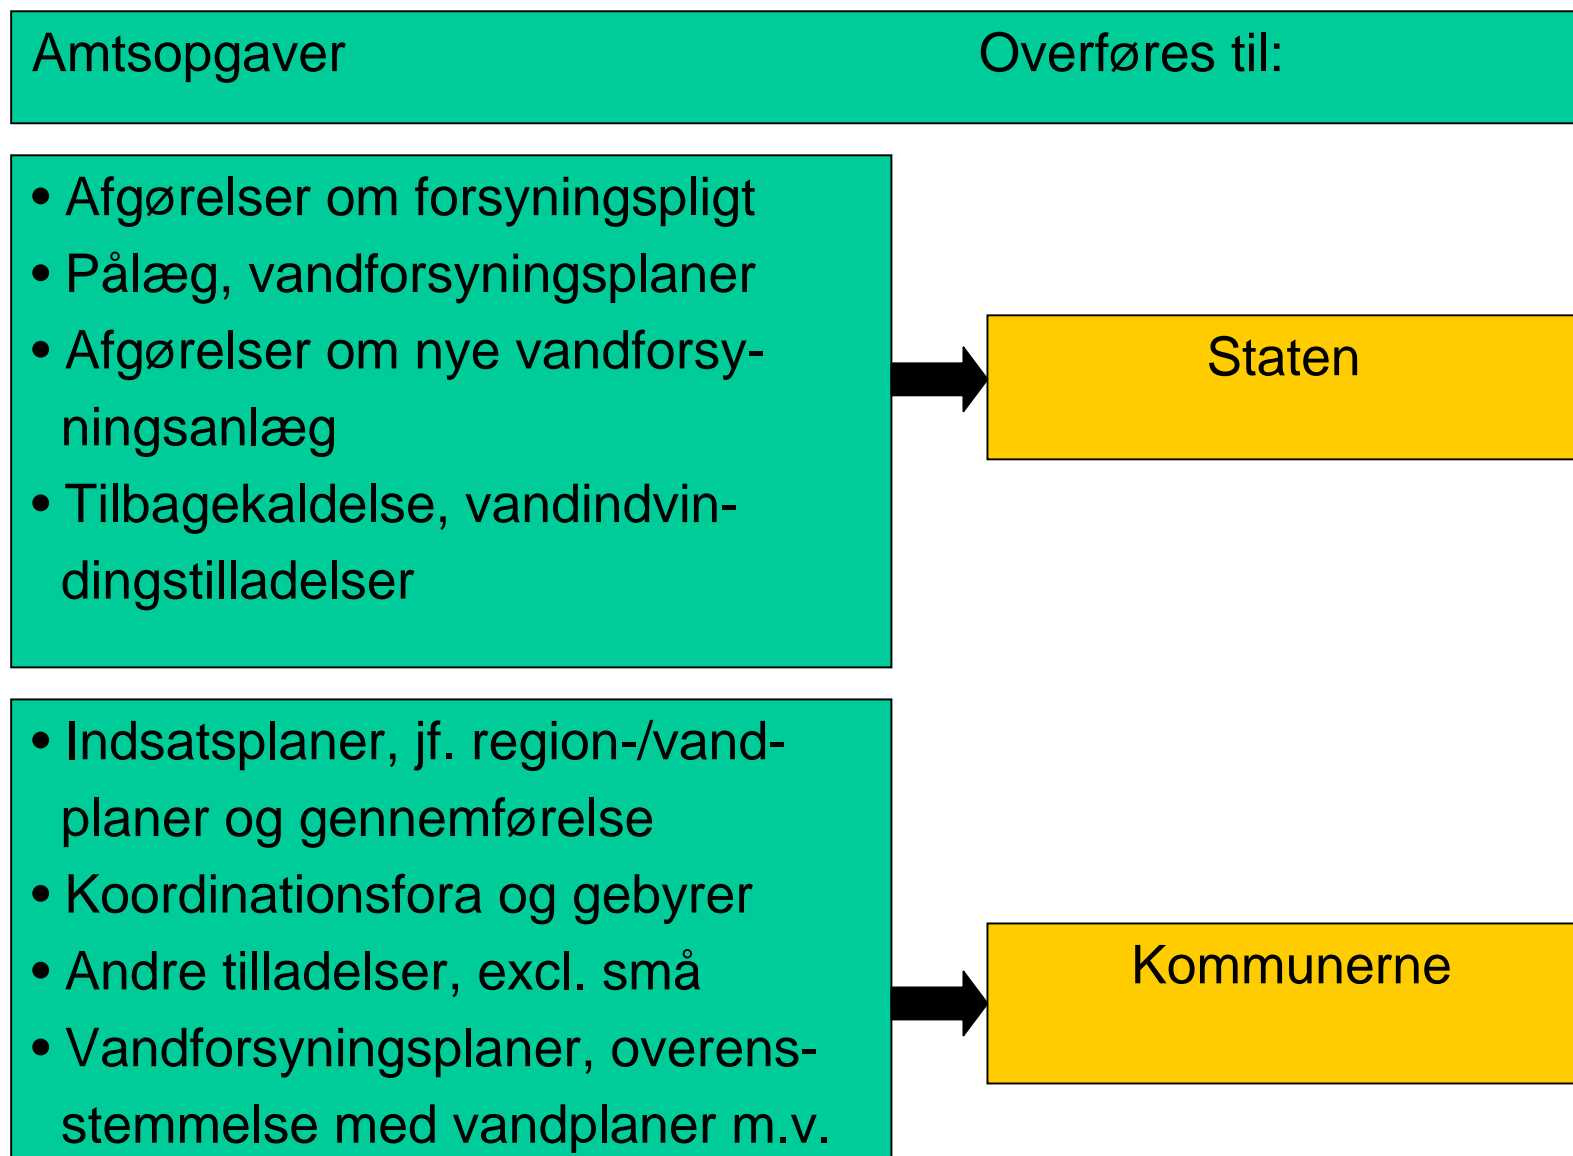 Amtsopgaver Overføres til:
• Afgørelser om forsyningspligt
• Pålæg, vandforsyningsplaner
• Afgørelser om nye vandforsy-
ningsanlæg
• Tilbagekaldelse, vandindvin-
dingstilladelser
Staten
• Indsatsplaner, jf. region-/vand-
planer og gennemførelse
• Koordinationsfora og gebyrer
• Andre tilladelser, excl. små
• Vandforsyningsplaner, overens-
stemmelse med vandplaner m.v.
Kommunerne